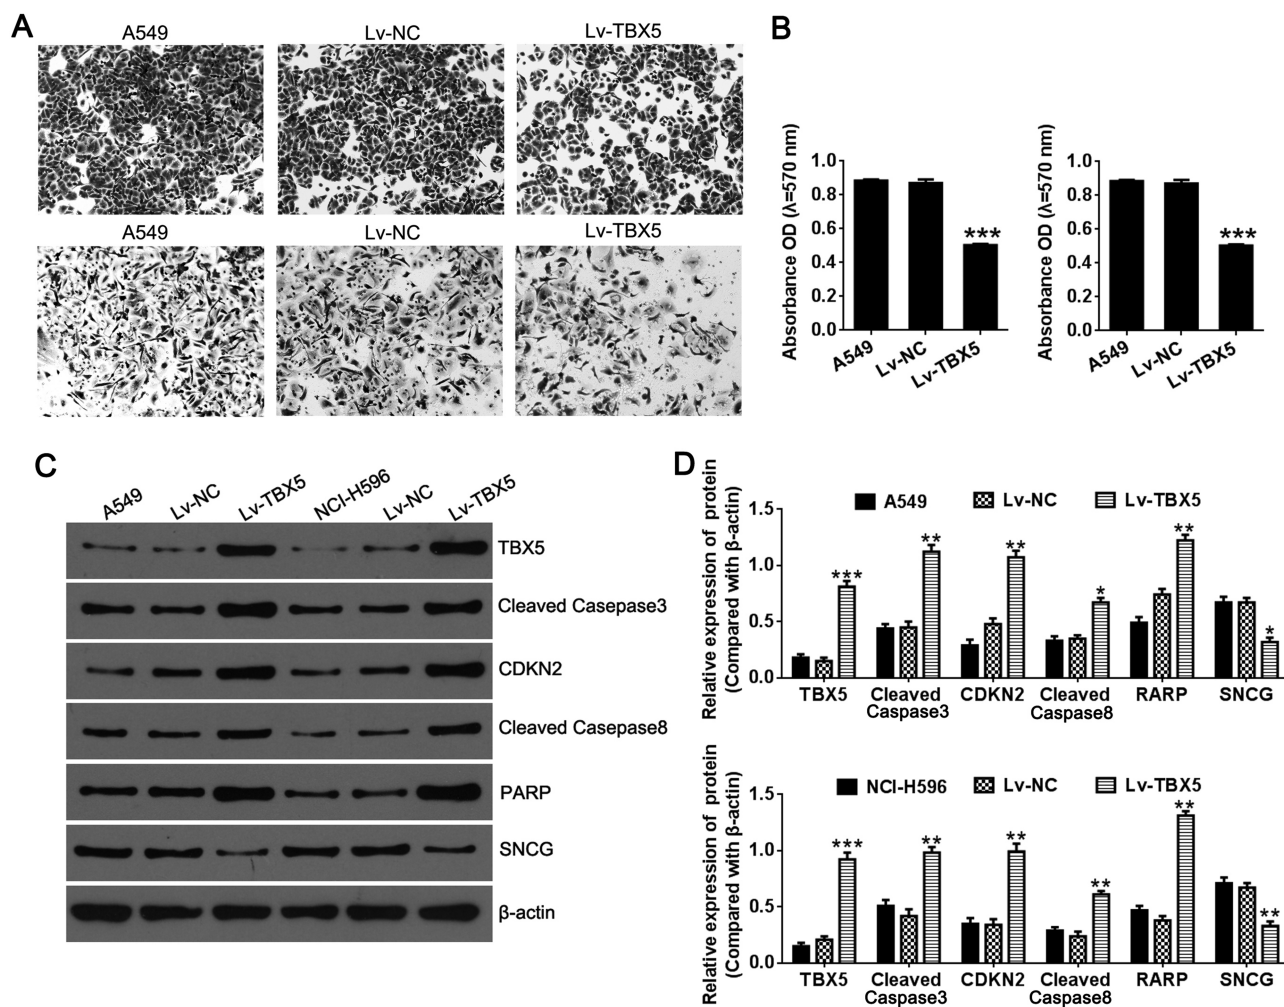 A
A549
Lv-NC
Lv-TBX5
A549
Lv-NC
Lv-TBX5
B
Absorbance OD (λ=570 nm)
1.0
0.8
0.6
0.4
0.2
0.0
***
A549
Lv-NC
Lv-TBX5
Absorbance OD (λ=570 nm)
1.0
0.8
0.6
0.4
0.2
0.0
***
A549
Lv-NC
Lv-TBX5
C
A549
Lv-NC
Lv-TBX5
NCI-H596
Lv-NC
Lv-TBX5
TBX5
Cleaved Casepase3
CDKN2
Cleaved Casepase8
PARP
SNCG
β-actin
D
Relative expression of protein
(Compared with β-actin)
A549
Lv-NC
Lv-TBX5
1.5
1.0
0.5
0.0
***
**
**
*
**
*
TBX5
Cleaved
Caspase3
CDKN2
Cleaved
Caspase8
RARP
SNCG
Relative expression of protein
(Compared with β-actin)
NCI-H596
Lv-NC
Lv-TBX5
1.5
1.0
0.5
0.0
***
**
**
**
**
**
TBX5
Cleaved
Caspase3
CDKN2
Cleaved
Caspase8
RARP
SNCG